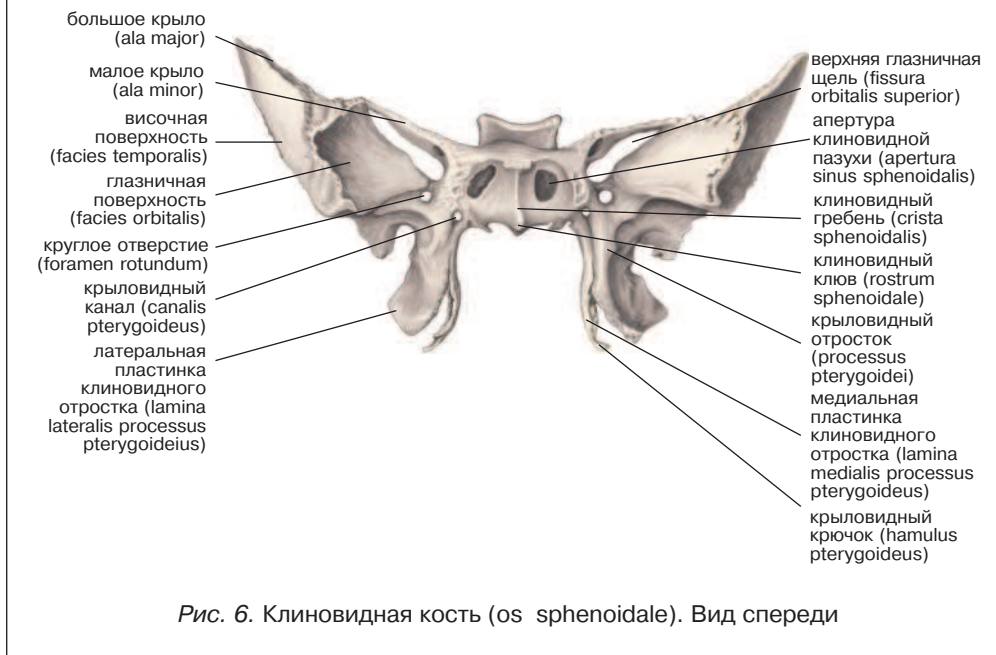 большое крыло
(ala major)
малое крыло
(ala minor)
височная
поверхность
(facies temporalis)
глазничная
поверхность
(facies orbitalis)
круглое отверстие
(foramen rotundum)
крыловидный
канал (canalis
pterygoideus)
латеральная
пластинка
клиновидного
отростка (lamina
lateralis processus
pterygoideius)
верхняя глазничная
щель (fissura
orbitalis superior)
апертура
клиновидной
пазухи (apertura
sinus sphenoidalis)
клиновидный
гребень (crista
sphenoidalis)
клиновидный
клюв (rostrum
sphenoidale)
крыловидный
отросток
(processus
pterygoidei)
медиальная
пластинка
клиновидного
отростка (lamina
medialis processus
pterygoideus)
крыловидный
крючок (hamulus
pterygoideus)
Рис. 6. Клиновидная кость (os sphenoidale). Вид спереди